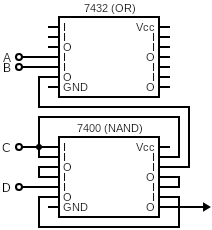 7432 (OR)
I Vcc
I I
O I
A I O
B I I
O I
GND O
7400 (NAND)
C I Vcc
I I
O I
I O
D I I
O I
GND O